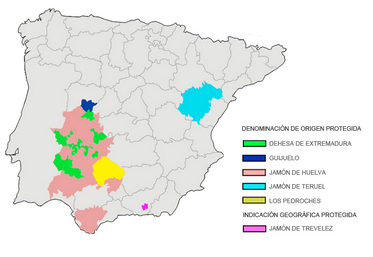 DENOMINACIÓN DE ORIGEN PROTEGIDA
DEHESA DE EXTREMADURA
GUIJUELO
JAMÓN DE HUELVA
JAMÓN DE TERUEL
LOS PEDROCHES
INDICACIÓN GEOGRÁFICA PROTEGIDA
JAMÓN DE TREVELEZ